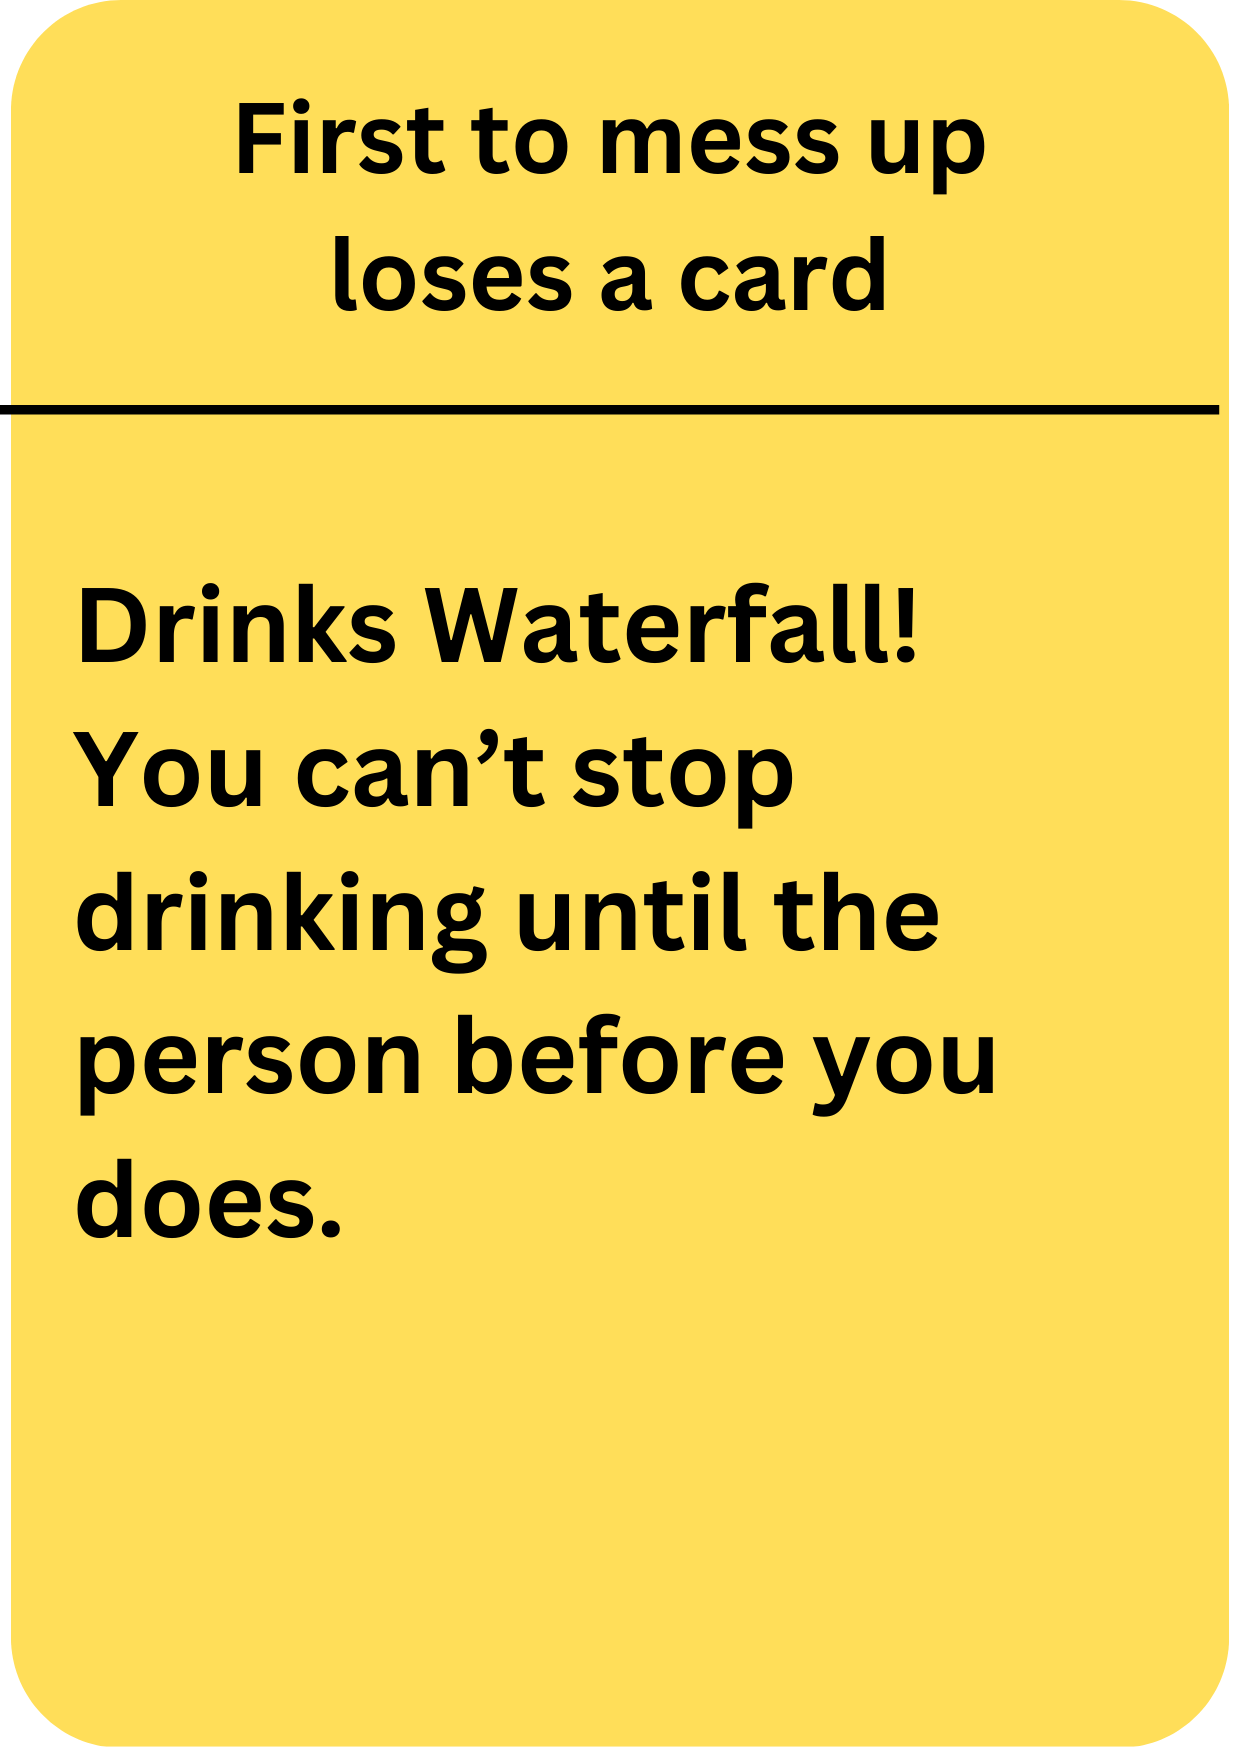 First to mess up
loses a card
Drinks Waterfall!
You can’t stop
drinking until the
person before you
does.